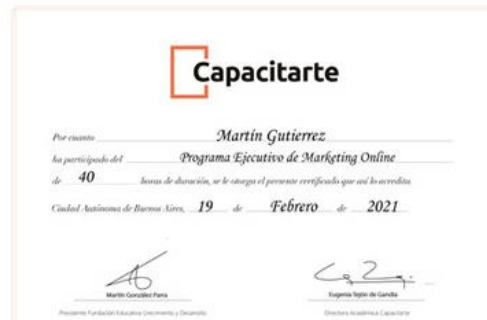 Capacitarte
Por cuanto Martín Gutierrez
ha participado del Programa Ejecutivo de Marketing Online
de 40 horas de duración, se le otorga el presente certificado que así lo acredita
Ciudad Autónoma de Buenos Aires, 19 de Febrero de 2021
Martín González Parra
Eugenia Tejón de Gandía
Presidente Fundación Educativa Crecimiento y Desarrollo
Directora Académica Capacitarte